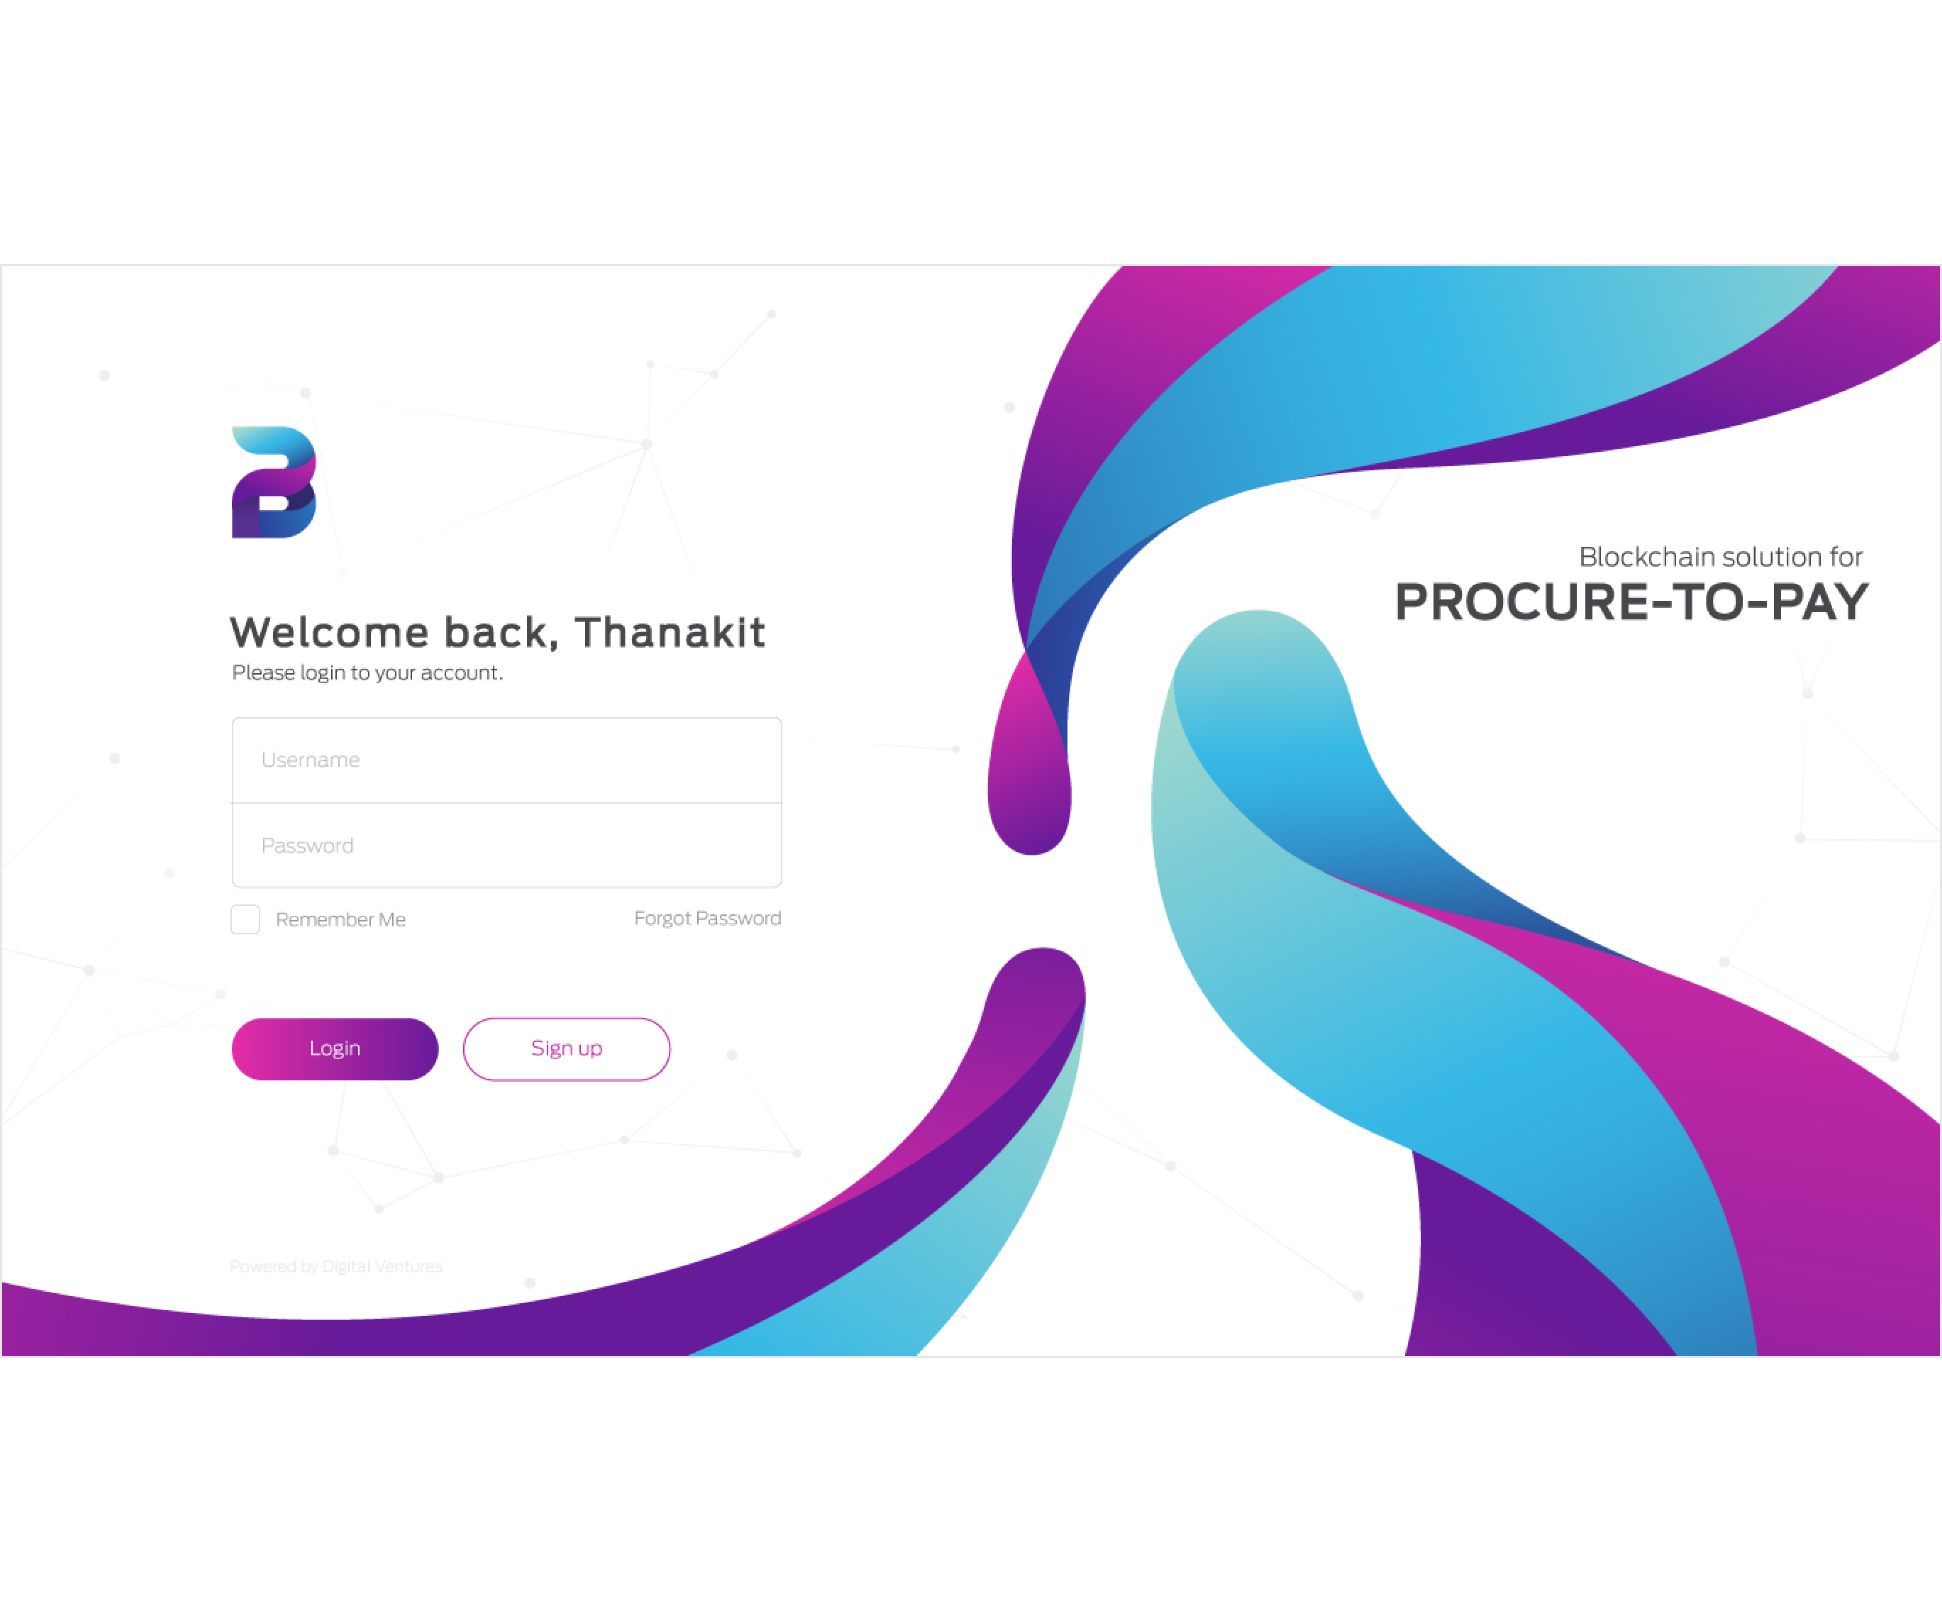 Welcome back, Thanakit
Please login to your account.
Username
Password
Remember Me
Forgot Password
Login
Sign up
Powered by Digital Ventures
Blockchain solution for
PROCURE-TO-PAY